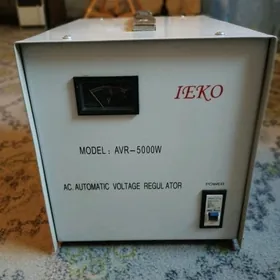 IEKO
MODEL: AVR-5000W
AC. AUTOMATIC VOLTAGE REGULATOR